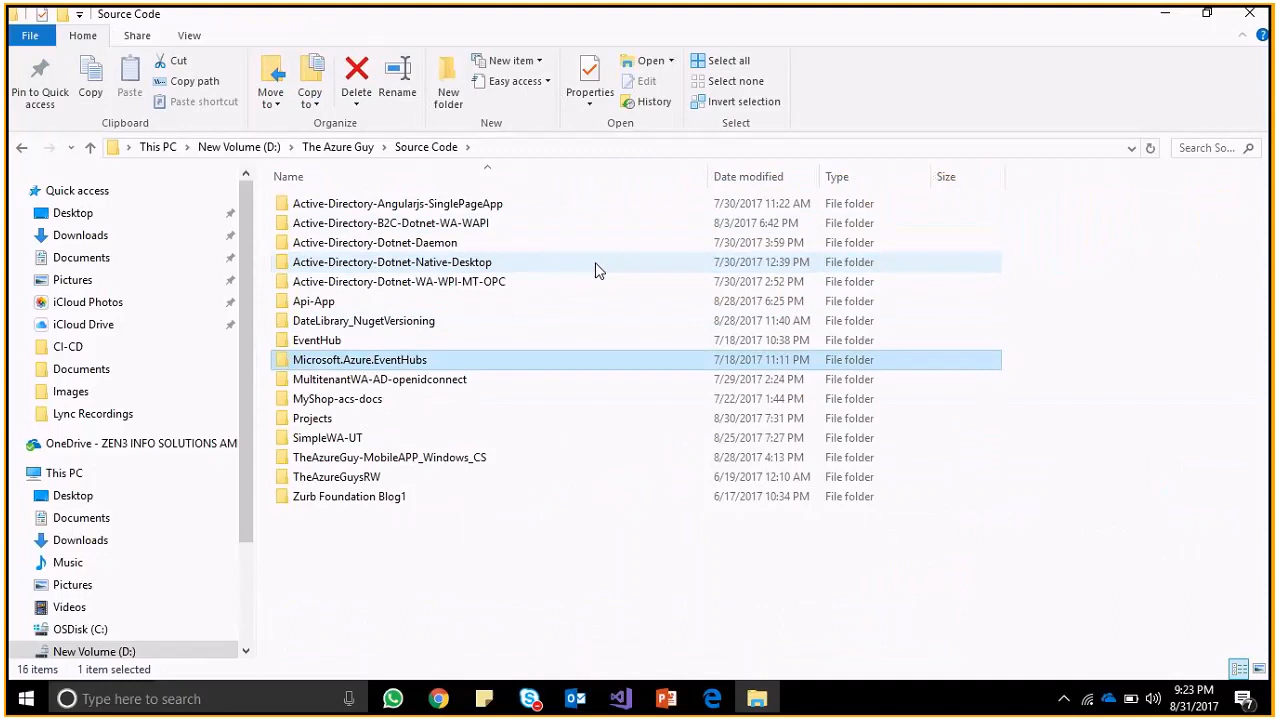 Source Code
File Home Share View
Pin to Quick access
Copy
Paste
Cut
Copy path
Paste shortcut
Clipboard
Move to
Copy to
Delete
Rename
Organize
New folder
New item
Easy access
New
Properties
Open
Edit
History
Open
Select all
Select none
Invert selection
Select
This PC > New Volume (D:) > The Azure Guy > Source Code >
Search So...
Quick access
Desktop
Downloads
Documents
Pictures
iCloud Photos
iCloud Drive
CI-CD
Documents
Images
Lync Recordings
OneDrive - ZEN3 INFO SOLUTIONS AM
This PC
Desktop
Documents
Downloads
Music
Pictures
Videos
OSDisk (C:)
New Volume (D:)
Name Date modified Type Size
Active-Directory-Angularjs-SinglePageApp 7/30/2017 11:22 AM File folder
Active-Directory-B2C-Dotnet-WA-WAPI 8/3/2017 6:42 PM File folder
Active-Directory-Dotnet-Daemon 7/30/2017 3:59 PM File folder
Active-Directory-Dotnet-Native-Desktop 7/30/2017 12:39 PM File folder
Active-Directory-Dotnet-WA-WPI-MT-OPC 7/30/2017 2:52 PM File folder
Api-App 8/28/2017 6:25 PM File folder
DateLibrary_NugetVersioning 8/28/2017 11:40 AM File folder
EventHub 7/18/2017 10:38 PM File folder
Microsoft.Azure.EventHubs 7/18/2017 11:11 PM File folder
MultitenantWA-AD-openidconnect 7/29/2017 2:24 PM File folder
MyShop-acs-docs 7/22/2017 1:44 PM File folder
Projects 8/30/2017 7:31 PM File folder
SimpleWA-UT 8/25/2017 7:27 PM File folder
TheAzureGuy-MobileAPP_Windows_CS 8/28/2017 4:13 PM File folder
TheAzureGuysRW 6/19/2017 12:10 AM File folder
Zurb Foundation Blog1 6/17/2017 10:34 PM File folder
16 items 1 item selected
Type here to search
9:23 PM
8/31/2017
7